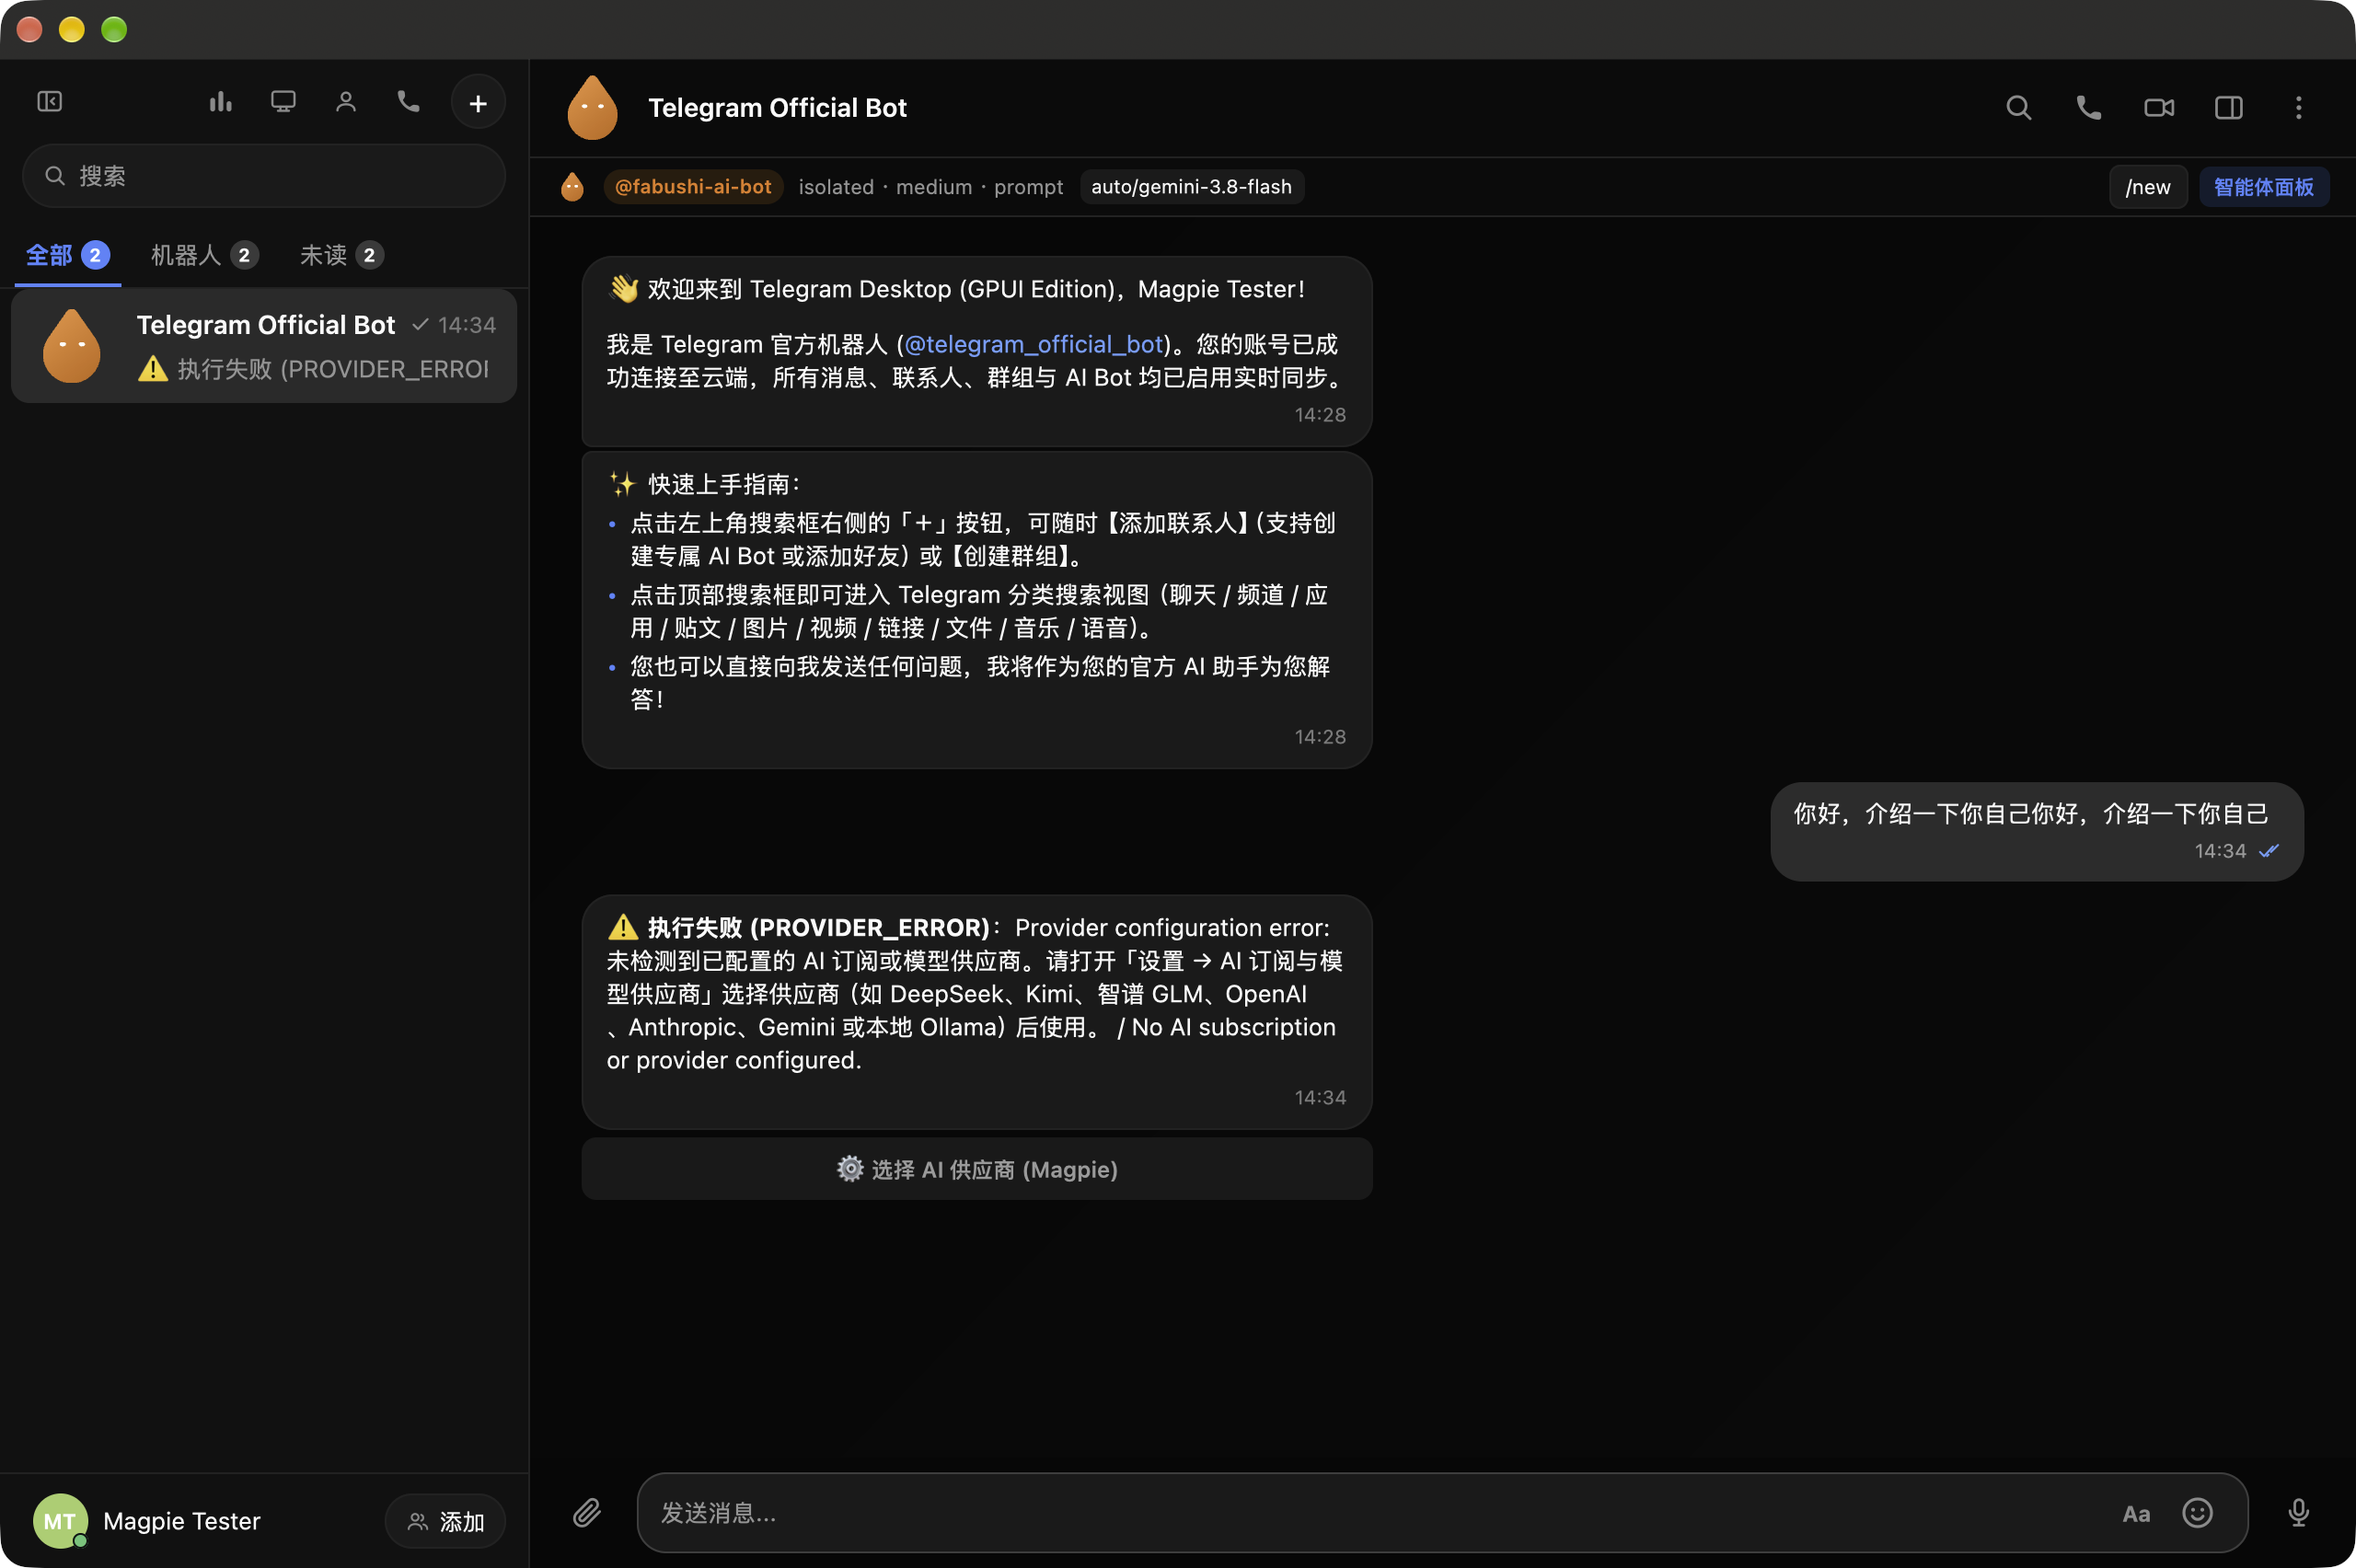 搜索
全部 2 机器人 2 未读 2
Telegram Official Bot 14:34
⚠️ 执行失败 (PROVIDER_ERROR
MT Magpie Tester 添加
Telegram Official Bot
@fabushi-ai-bot isolated · medium · prompt auto/gemini-3.8-flash /new 智能体面板
👋 欢迎来到 Telegram Desktop (GPUI Edition)，Magpie Tester！
我是 Telegram 官方机器人 (@telegram_official_bot)。您的账号已成
功连接至云端，所有消息、联系人、群组与 AI Bot 均已启用实时同步。
14:28
✨ 快速上手指南：
• 点击左上角搜索框右侧的「＋」按钮，可随时【添加联系人】（支持创
建专属 AI Bot 或添加好友）或【创建群组】。
• 点击顶部搜索框即可进入 Telegram 分类搜索视图（聊天 / 频道 / 应
用 / 贴文 / 图片 / 视频 / 链接 / 文件 / 音乐 / 语音）。
• 您也可以直接向我发送任何问题，我将作为您的官方 AI 助手为您解
答！
14:28
你好，介绍一下你自己你好，介绍一下你自己
14:34
⚠️ 执行失败 (PROVIDER_ERROR)：Provider configuration error:
未检测到已配置的 AI 订阅或模型供应商。请打开「设置 → AI 订阅与模
型供应商」选择供应商（如 DeepSeek、Kimi、智谱 GLM、OpenAI
、Anthropic、Gemini 或本地 Ollama）后使用。 / No AI subscription
or provider configured.
14:34
⚙️ 选择 AI 供应商 (Magpie)
发送消息... Aa